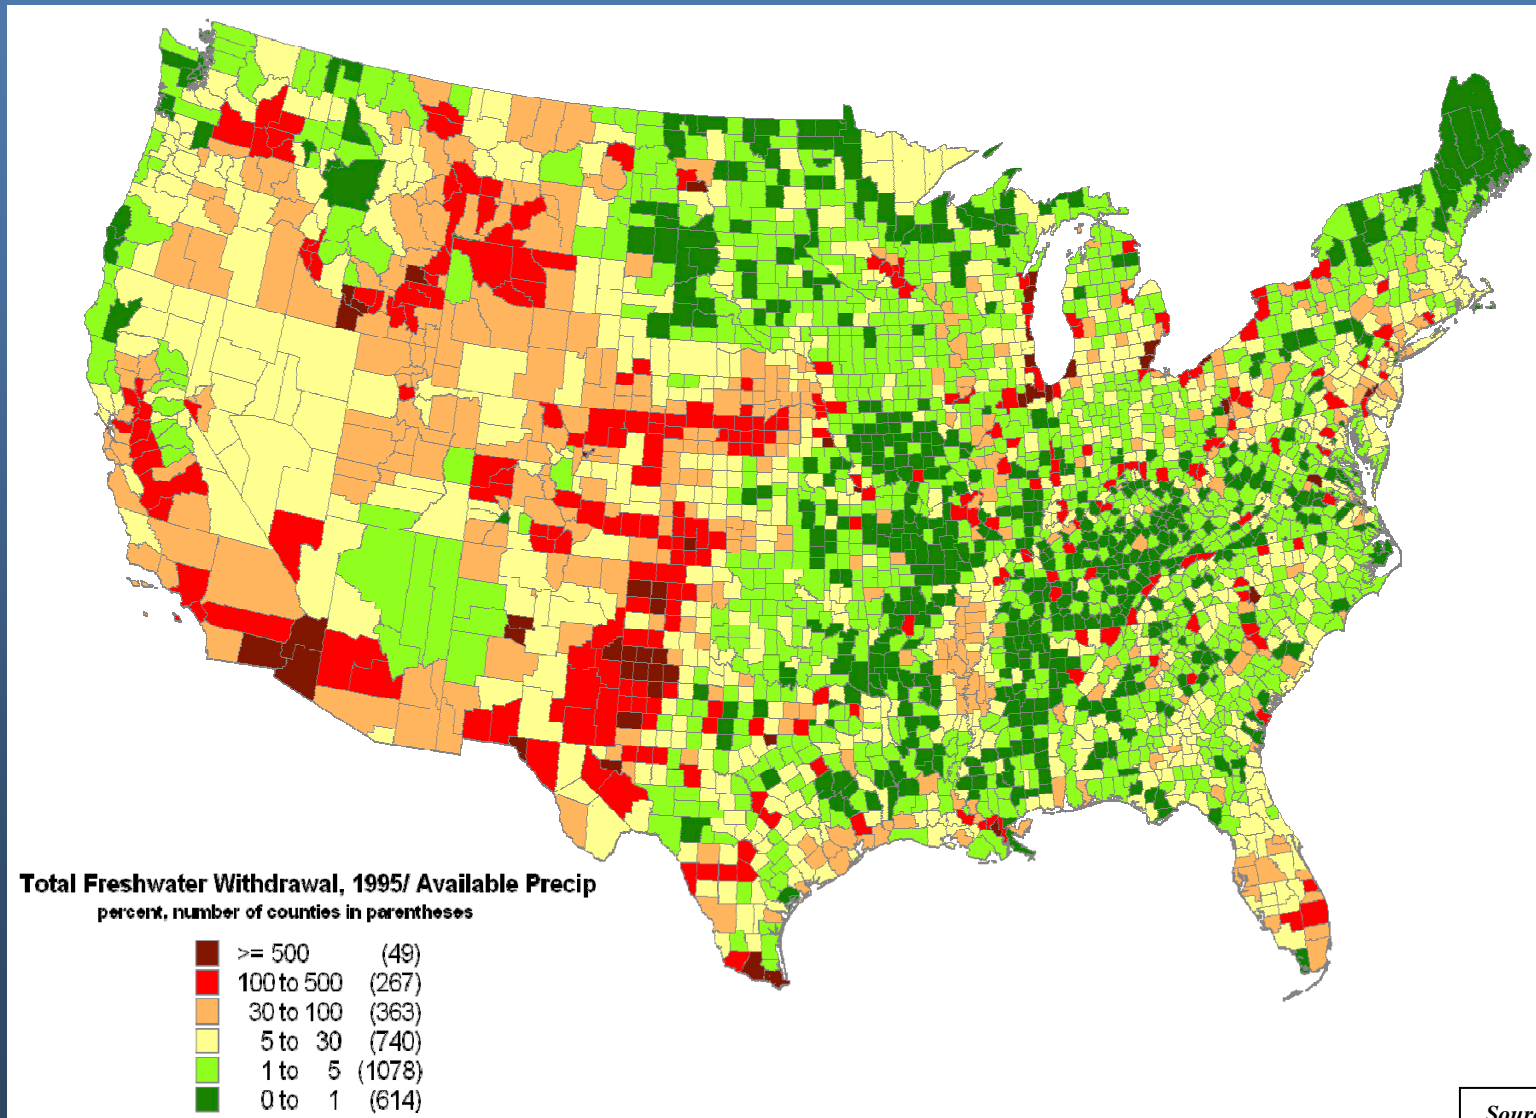 Total Freshwater Withdrawal, 1995/ Available Precip
percent, number of counties in parentheses
>= 500 (49)
100 to 500 (267)
30 to 100 (363)
5 to 30 (740)
1 to 5 (1078)
0 to 1 (614)
Sour